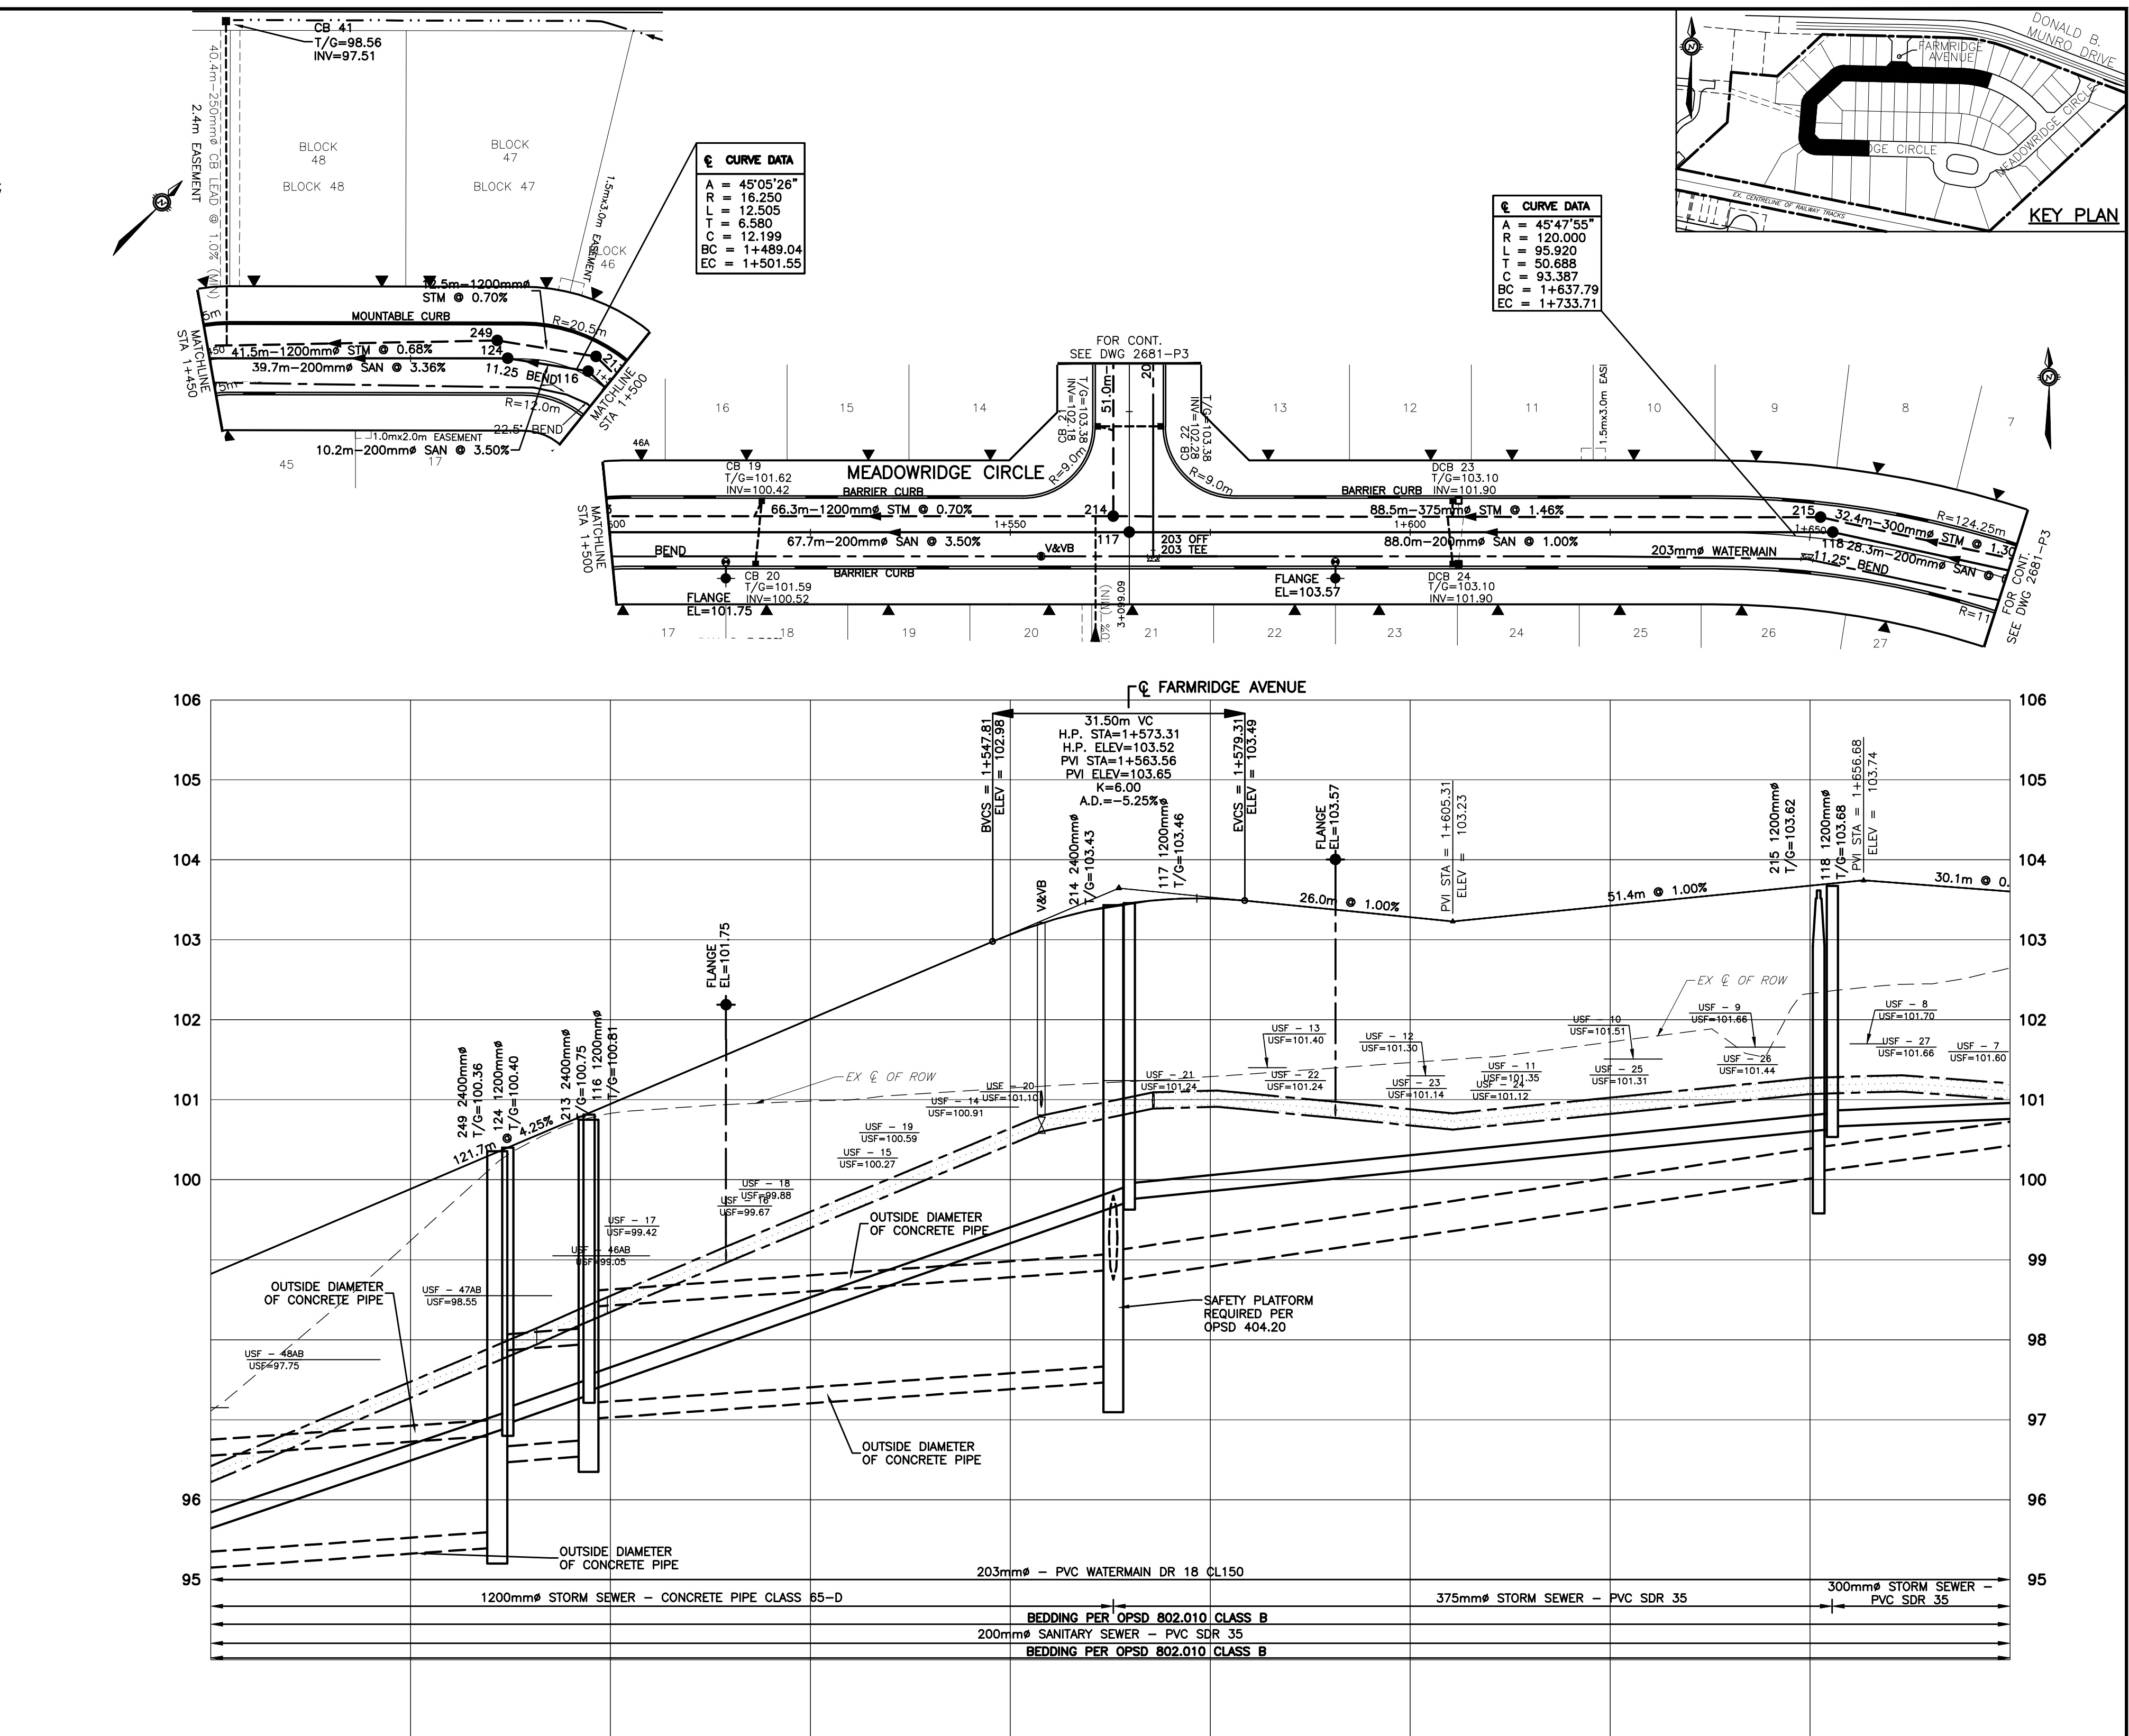 CB 41
T/G=98.56
INV=97.51
40.4m-250mmø CB LEAD @ 1.0% (MIN)
2.4m EASEMENT
BLOCK
48
BLOCK 48
BLOCK
47
BLOCK 47
1.5mx3.0m EASEMENT
BLOCK
46
℄ CURVE DATA
A = 45°05'26"
R = 16.250
L = 12.505
T = 6.580
C = 12.199
BC = 1+489.04
EC = 1+501.55
℄ CURVE DATA
A = 45°47'55"
R = 120.000
L = 95.920
T = 50.688
C = 93.387
BC = 1+637.79
EC = 1+733.71
DONALD B.
MUNRO DRIVE
FARMRIDGE
AVENUE
MEADOWRIDGE CIRCLE
DGE CIRCLE
EX. CENTRELINE OF RAILWAY TRACKS
KEY PLAN
12.5m-1200mmø
STM @ 0.70%
MOUNTABLE CURB
R=20.5m
249
41.5m-1200mmø STM @ 0.68%
124
39.7m-200mmø SAN @ 3.36%
11.25 BEND
116
R=12.0m
22.5° BEND
MATCHLINE
STA 1+450
MATCHLINE
STA 1+500
1.0mx2.0m EASEMENT
10.2m-200mmø SAN @ 3.50%
45
17
FOR CONT.
SEE DWG 2681-P3
16
15
14
13
12
11
10
9
8
7
1.5mx3.0m EASI
CB 21
T/G=103.38
INV=102.18
51.0m-
CB 22
T/G=103.38
INV=102.28
46A
CB 19
T/G=101.62
INV=100.42
MEADOWRIDGE CIRCLE
R=9.0m
R=9.0m
DCB 23
T/G=103.10
INV=101.90
BARRIER CURB
BARRIER CURB
MATCHLINE
STA 1+500
66.3m-1200mmø STM @ 0.70%
214
88.5m-375mmø STM @ 1.46%
215
32.4m-300mmø STM @ 1.30
R=124.25m
1+550
1+600
1+650
67.7m-200mmø SAN @ 3.50%
117
203 OFF
203 TEE
88.0m-200mmø SAN @ 1.00%
118
28.3m-200mmø SAN @
BEND
V&VB
203mmø WATERMAIN
11.25° BEND
CB 20
T/G=101.59
INV=100.52
BARRIER CURB
FLANGE
EL=101.75
FLANGE
EL=103.57
DCB 24
T/G=103.10
INV=101.90
3+099.09
R=11
FOR CONT.
SEE DWG 2681-P3
17
18
19
20
21
22
23
24
25
26
27
℄ FARMRIDGE AVENUE
31.50m VC
H.P. STA=1+573.31
H.P. ELEV=103.52
PVI STA=1+563.56
PVI ELEV=103.65
K=6.00
A.D.=-5.25%
BVCS = 1+547.81
ELEV = 102.98
EVCS = 1+579.31
ELEV = 103.49
106
105
104
103
102
101
100
99
98
97
96
95
106
105
104
103
102
101
100
99
98
97
96
95
249 2400mmø
T/G=100.36
124 1200mmø
T/G=100.40
213 2400mmø
G=100.75
116 1200mmø
T/G=100.81
FLANGE
EL=101.75
V&VB
214 2400mmø
T/G=103.43
117 1200mmø
T/G=103.46
FLANGE
EL=103.57
PVI STA = 1+605.31
ELEV = 103.23
215 1200mmø
T/G=103.62
118 1200mmø
T/G=103.68
PVI STA = 1+656.68
ELEV = 103.74
121.7m @ 4.25%
26.0m @ 1.00%
51.4m @ 1.00%
30.1m @ 0.
EX ℄ OF ROW
EX ℄ OF ROW
USF - 48AB
USF=97.75
USF - 47AB
USF=98.55
USF - 46AB
USF=99.05
USF - 17
USF=99.42
USF - 16
USF=99.67
USF - 18
USF=99.88
USF - 15
USF=100.27
USF - 19
USF=100.59
USF - 14
USF=100.91
USF - 20
USF=101.10
USF - 21
USF=101.24
USF - 13
USF=101.40
USF - 22
USF=101.24
USF - 12
USF=101.30
USF - 23
USF=101.14
USF - 11
USF=101.35
USF - 24
USF=101.12
USF - 10
USF=101.51
USF - 25
USF=101.31
USF - 9
USF=101.66
USF - 26
USF=101.44
USF - 8
USF=101.70
USF - 27
USF=101.66
USF - 7
USF=101.60
OUTSIDE DIAMETER
OF CONCRETE PIPE
OUTSIDE DIAMETER
OF CONCRETE PIPE
SAFETY PLATFORM
REQUIRED PER
OPSD 404.20
OUTSIDE DIAMETER
OF CONCRETE PIPE
OUTSIDE DIAMETER
OF CONCRETE PIPE
203mmø - PVC WATERMAIN DR 18 CL150
1200mmø STORM SEWER - CONCRETE PIPE CLASS 65-D
375mmø STORM SEWER - PVC SDR 35
300mmø STORM SEWER -
PVC SDR 35
BEDDING PER OPSD 802.010 CLASS B
200mmø SANITARY SEWER - PVC SDR 35
BEDDING PER OPSD 802.010 CLASS B